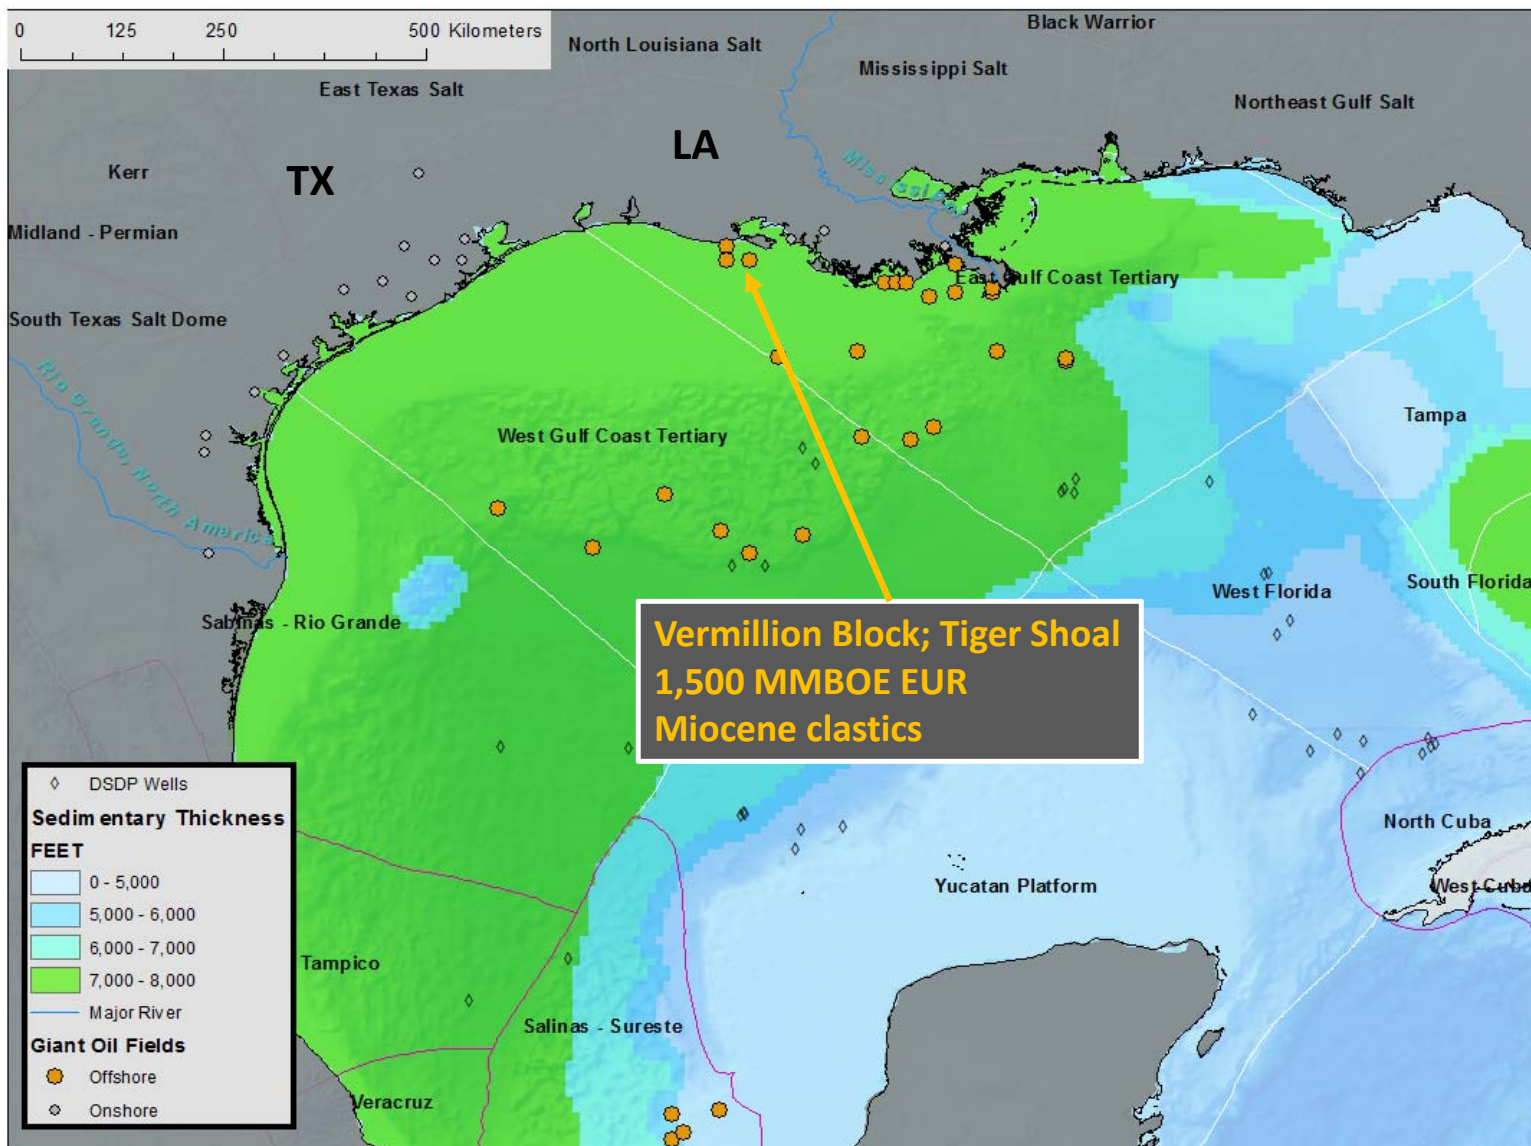 0 125 250 500 Kilometers
Black Warrior
North Louisiana Salt
Mississippi Salt
East Texas Salt
Northeast Gulf Salt
LA
Kerr
TX
Mississippi
Midland - Permian
East Gulf Coast Tertiary
South Texas Salt Dome
Rio Grande, North America
Tampa
West Gulf Coast Tertiary
South Florida
West Florida
Sabinas - Rio Grande
Vermillion Block; Tiger Shoal
1,500 MMBOE EUR
Miocene clastics
North Cuba
West Cuba
Yucatan Platform
Tampico
Salinas - Sureste
Veracruz
DSDP Wells
Sedimentary Thickness
FEET
0 - 5,000
5,000 - 6,000
6,000 - 7,000
7,000 - 8,000
Major River
Giant Oil Fields
Offshore
Onshore